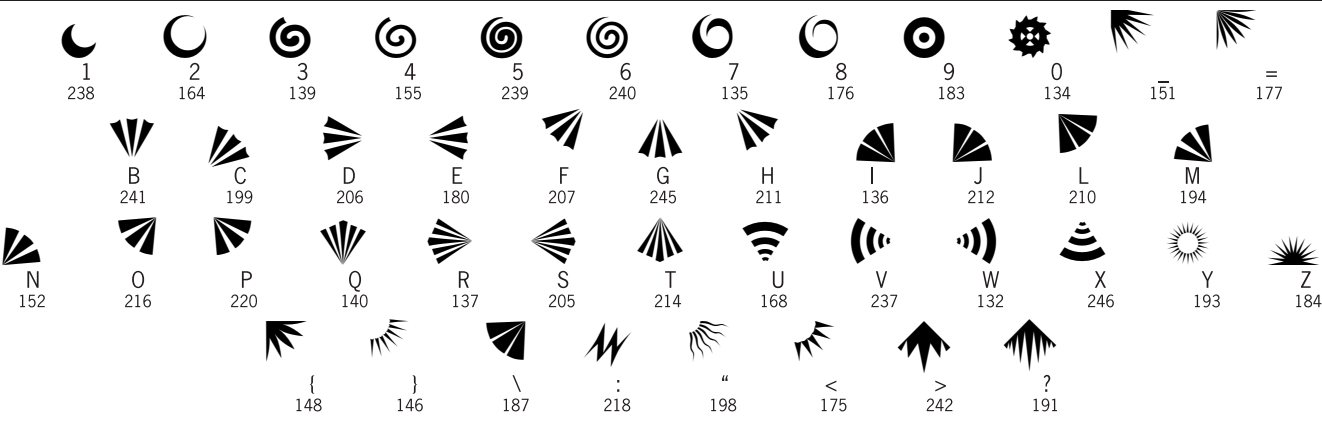 1 2 3 4 5 6 7 8 9 0 _ =
238 164 139 155 239 240 135 176 183 134 151 177
B C D E F G H I J L M
241 199 206 180 207 245 211 136 212 210 194
N O P Q R S T U V W X Y Z
152 216 220 140 137 205 214 168 237 132 246 193 184
{ } \ : “ < > ?
148 146 187 218 198 175 242 191